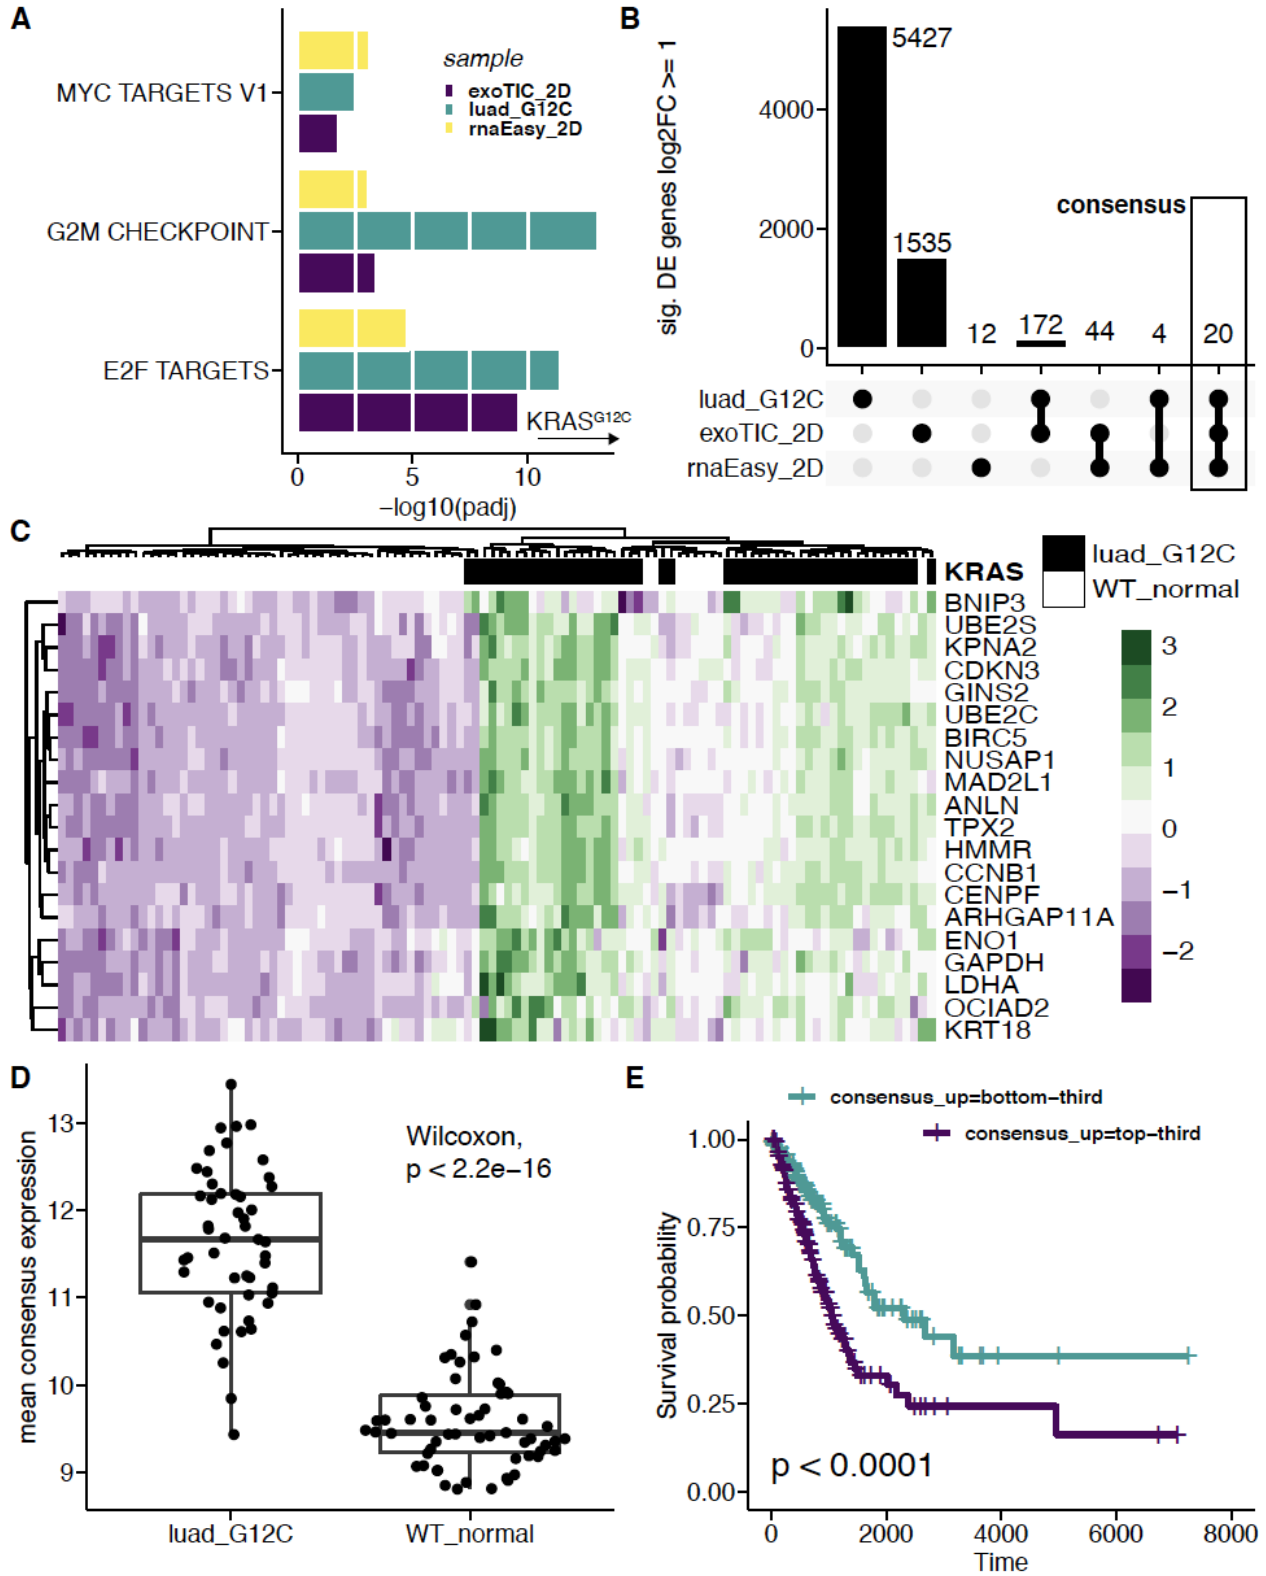 A
sample
exoTIC_2D
luad_G12C
rnaEasy_2D
MYC TARGETS V1
G2M CHECKPOINT
E2F TARGETS
KRASG12C
0 5 10
−log10(padj)
B
sig. DE genes log2FC >= 1
4000
2000
0
5427
1535
12
172
44
4
20
consensus
luad_G12C
exoTIC_2D
rnaEasy_2D
C
KRAS
luad_G12C
WT_normal
BNIP3
UBE2S
KPNA2
CDKN3
GINS2
UBE2C
BIRC5
NUSAP1
MAD2L1
ANLN
TPX2
HMMR
CCNB1
CENPF
ARHGAP11A
ENO1
GAPDH
LDHA
OCIAD2
KRT18
3
2
1
0
−1
−2
D
mean consensus expression
13
12
11
10
9
Wilcoxon,
p < 2.2e−16
luad_G12C WT_normal
E
consensus_up=bottom−third
consensus_up=top−third
Survival probability
1.00
0.75
0.50
0.25
0.00
p < 0.0001
0 2000 4000 6000 8000
Time